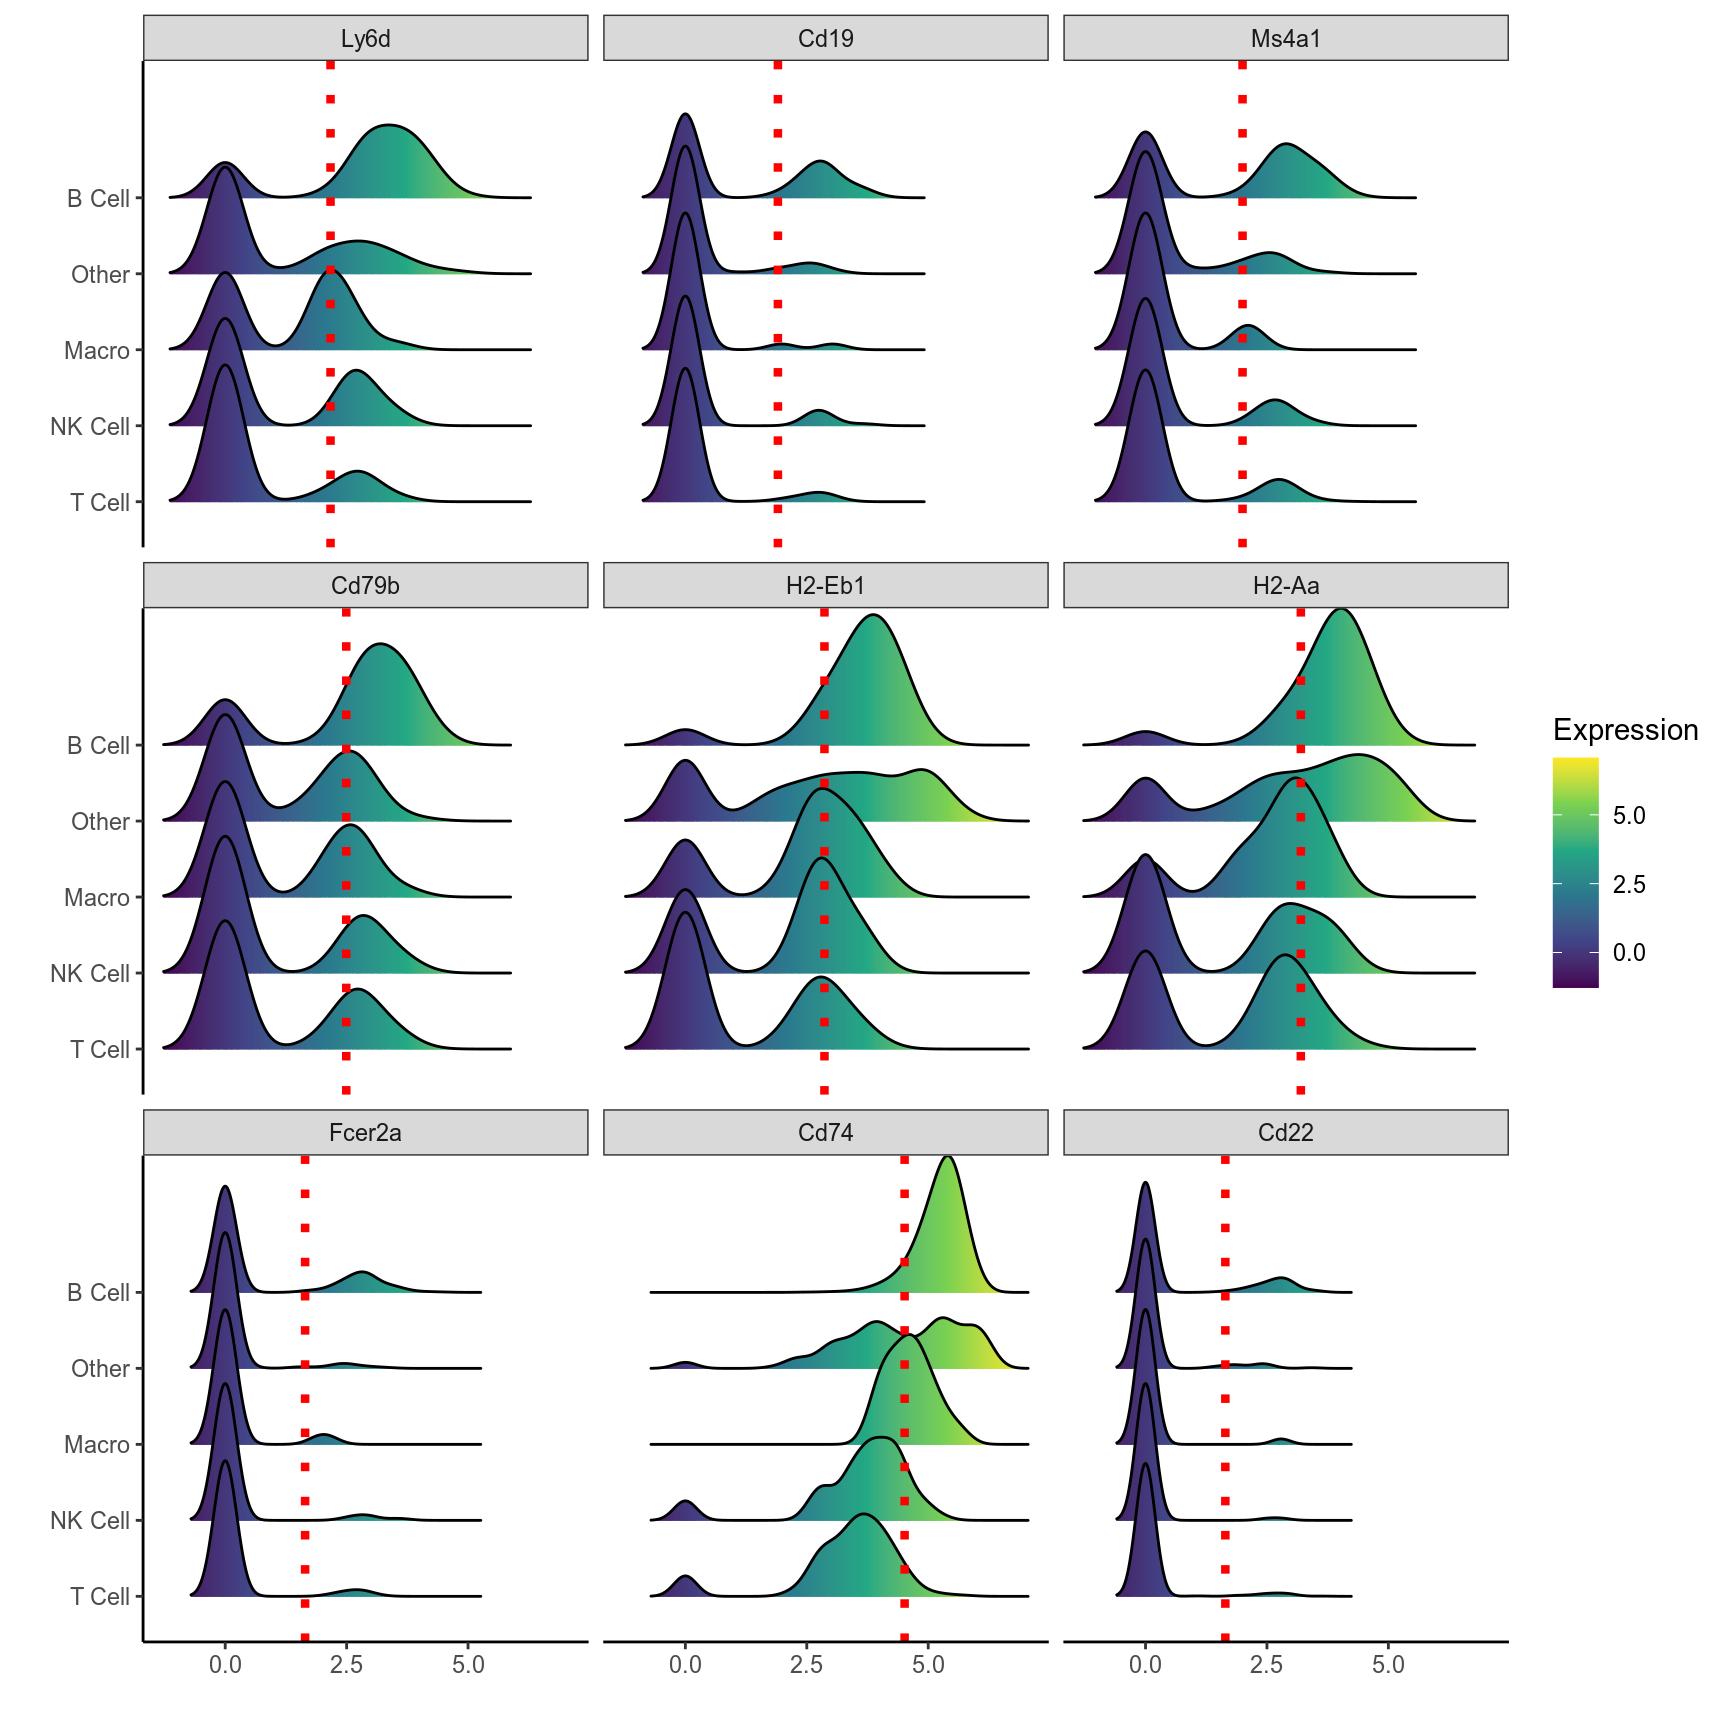 Ly6d
Cd19
Ms4a1
B Cell
Other
Macro
NK Cell
T Cell
Cd79b
H2-Eb1
H2-Aa
B Cell
Other
Macro
NK Cell
T Cell
Expression
5.0
2.5
0.0
Fcer2a
Cd74
Cd22
B Cell
Other
Macro
NK Cell
T Cell
0.0 2.5 5.0
0.0 2.5 5.0
0.0 2.5 5.0